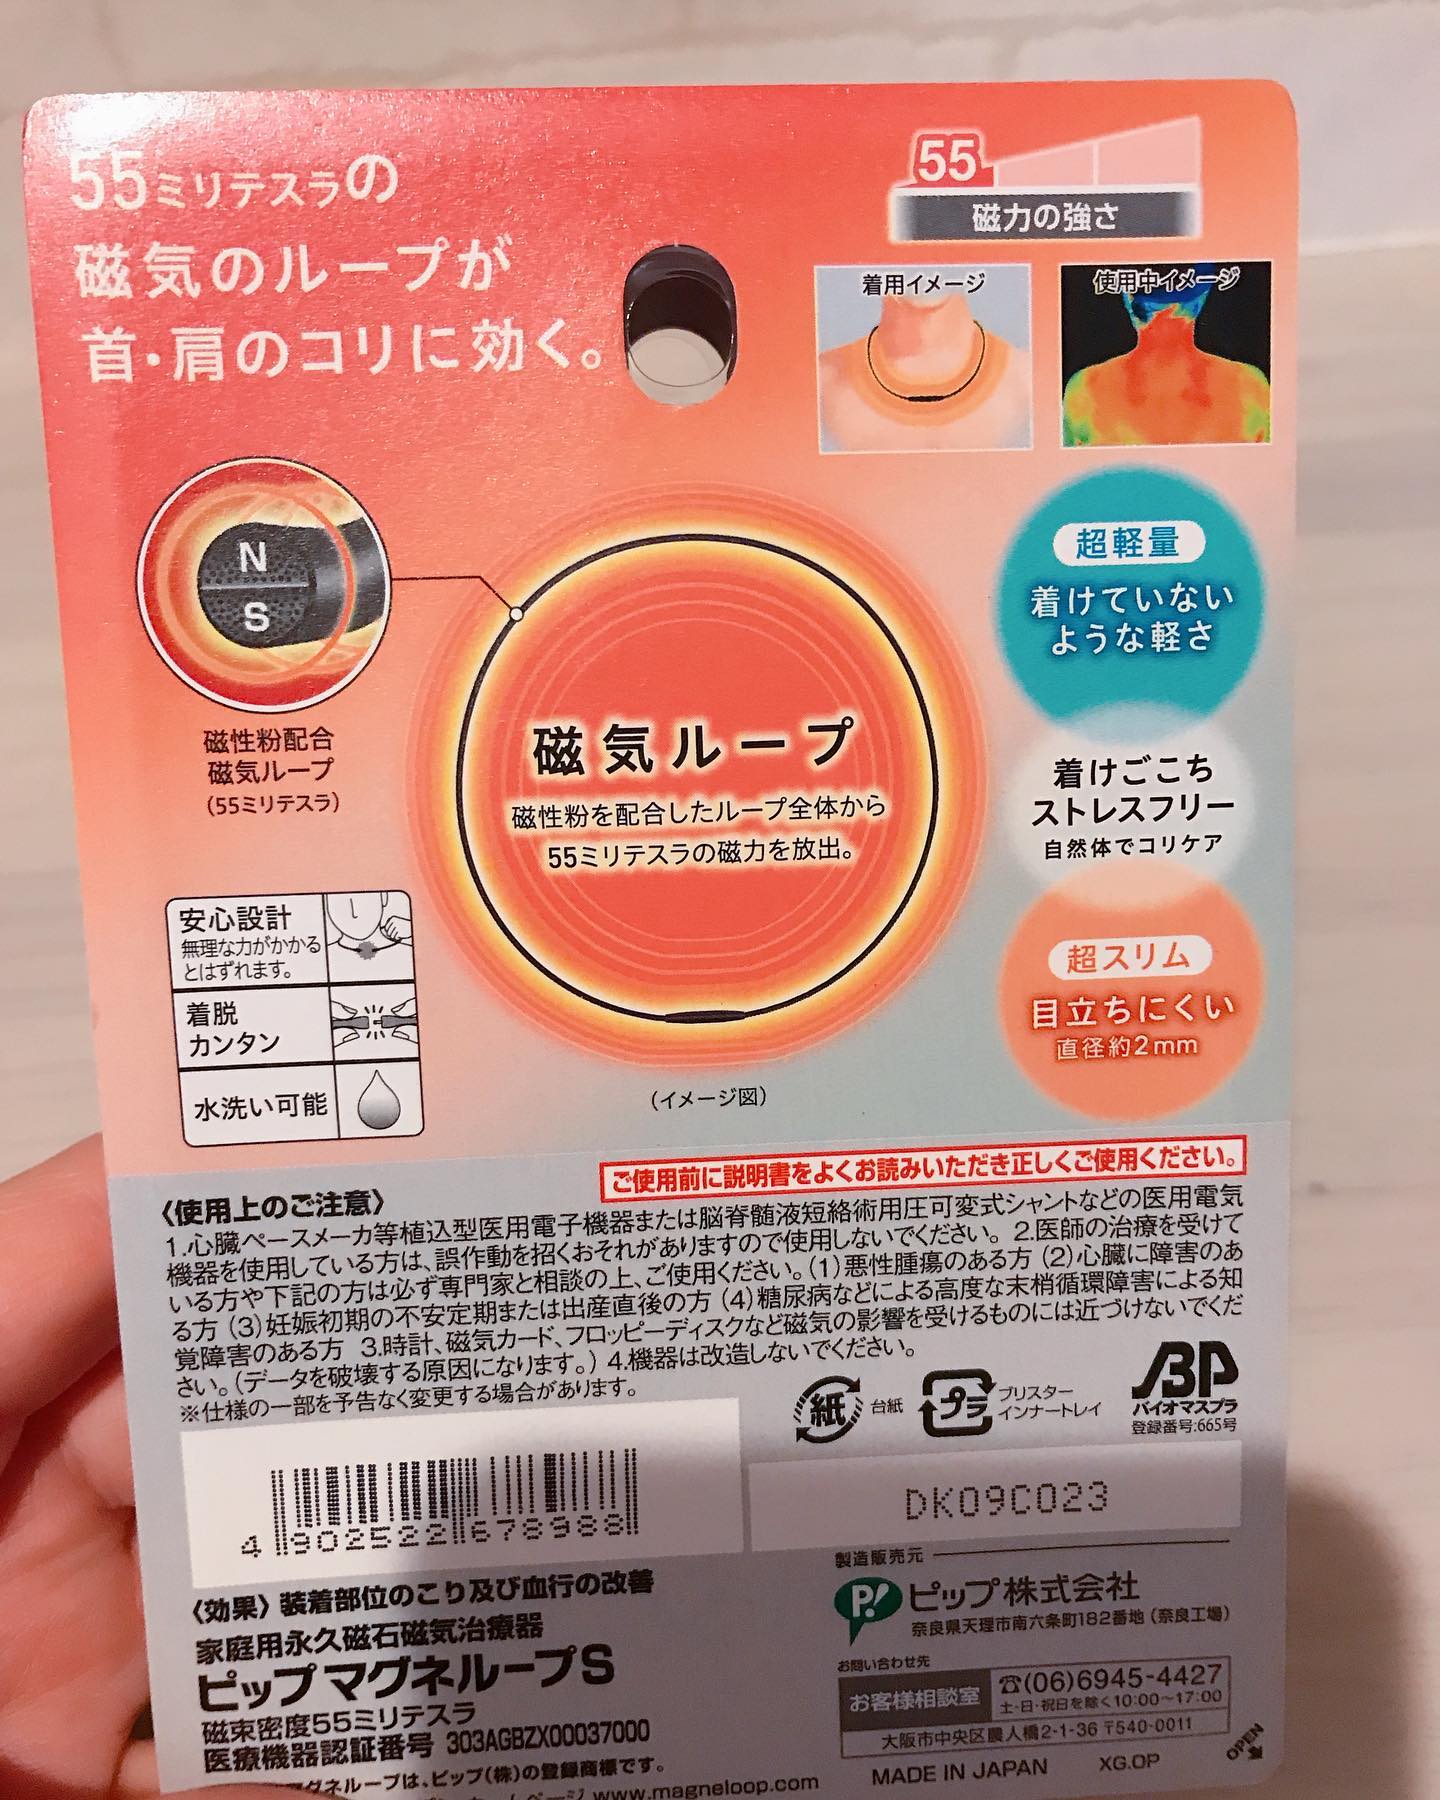 55ミリテスラの
磁気のループが
首・肩のコリに効く。
55
磁力の強さ
着用イメージ
使用中イメージ
N
S
磁性粉配合
磁気ループ
(55ミリテスラ)
磁気ループ
磁性粉を配合したループ全体から
55ミリテスラの磁力を放出。
(イメージ図)
超軽量
着けていない
ような軽さ
着けごこち
ストレスフリー
自然体でコリケア
超スリム
目立ちにくい
直径約2mm
安心設計
無理な力がかかる
とはずれます。
着脱
カンタン
水洗い可能
ご使用前に説明書をよくお読みいただき正しくご使用ください。
〈使用上のご注意〉
1.心臓ペースメーカ等植込型医用電子機器または脳脊髄液短絡術用圧可変式シャントなどの医用電気
機器を使用している方は、誤作動を招くおそれがありますので使用しないでください。 2.医師の治療を受けて
いる方や下記の方は必ず専門家と相談の上、ご使用ください。(1)悪性腫瘍のある方 (2)心臓に障害のあ
る方 (3)妊娠初期の不安定期または出産直後の方 (4)糖尿病などによる高度な末梢循環障害による知
覚障害のある方 3.時計、磁気カード、フロッピーディスクなど磁気の影響を受けるものには近づけないでくだ
さい。(データを破壊する原因になります。) 4.機器は改造しないでください。
※仕様の一部を予告なく変更する場合があります。
紙
台紙
プラ
ブリスター
インナートレイ
BP
バイオマスプラ
登録番号:665号
4 902522 678988
DK09C023
〈効果〉装着部位のこり及び血行の改善
家庭用永久磁石磁気治療器
ピップマグネループS
磁束密度55ミリテスラ
医療機器認証番号 303AGBZX00037000
マグネループは、ピップ(株)の登録商標です。
www.magneloop.com
製造販売元
P!
ピップ株式会社
奈良県天理市南六条町182番地(奈良工場)
お問い合わせ先
お客様相談室
☎(06)6945-4427
土・日・祝日を除く10:00〜17:00
大阪市中央区農人橋2-1-36 〒540-0011
MADE IN JAPAN
XG.OP
OPEN